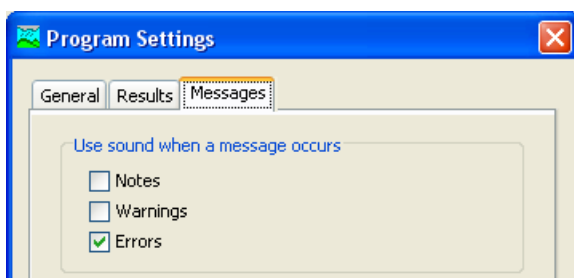 Program Settings
General Results Messages
Use sound when a message occurs
Notes
Warnings
Errors